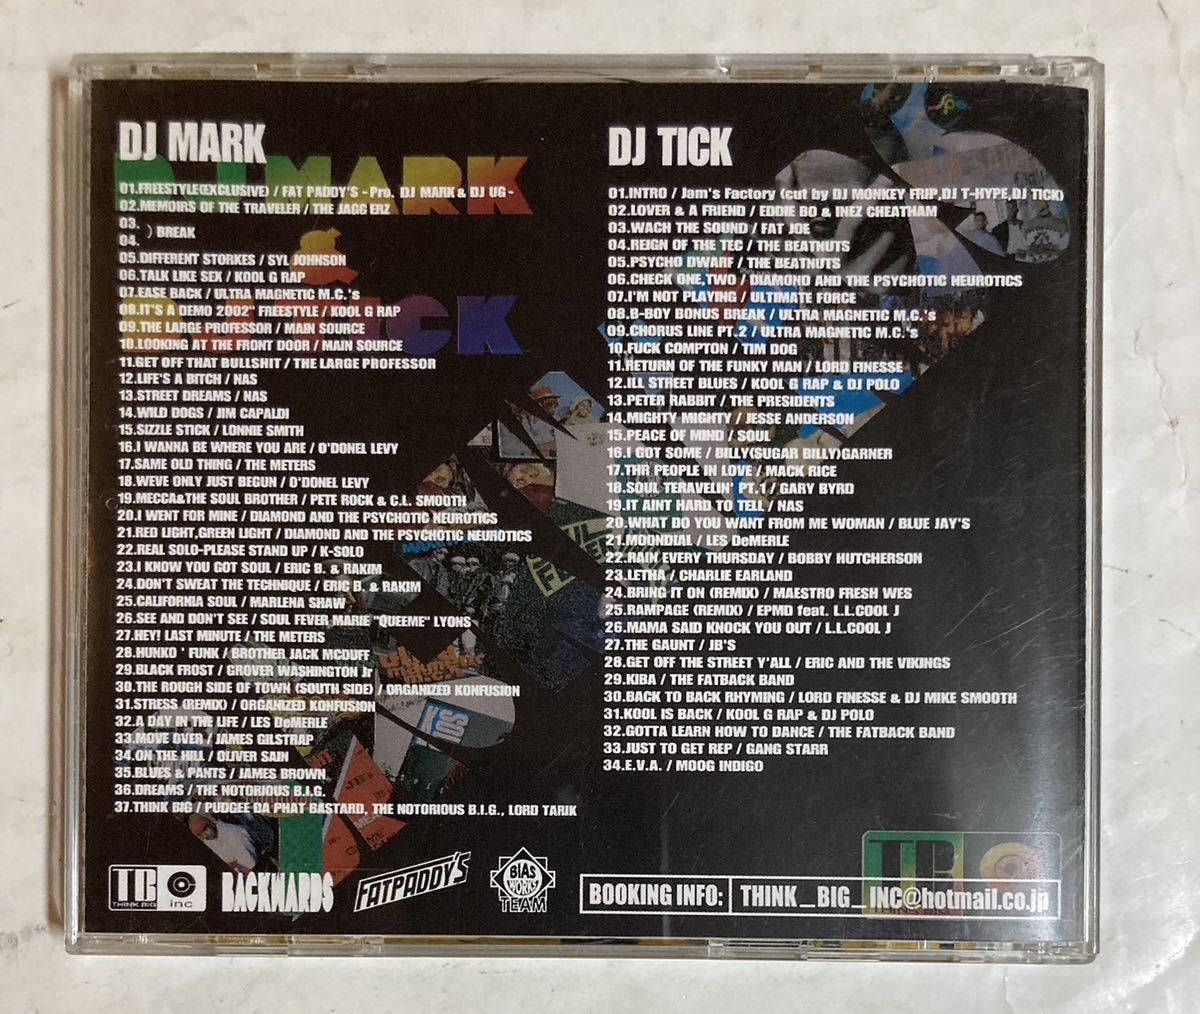 DJ MARK
01.FREESTYLE(EXCLUSIVE) / FAT PADDY'S - Pro. DJ MARK & DJ UG -
02.MEMOIRS OF THE TRAVELER / THE JAGG ERZ
03.
) BREAK
04.
05.DIFFERENT STORKES / SYL JOHNSON
06.TALK LIKE SEX / KOOL G RAP
07.EASE BACK / ULTRA MAGNETIC M.C.'s
08.IT'S A DEMO 2002" FREESTYLE / KOOL G RAP
09.THE LARGE PROFESSOR / MAIN SOURCE
10.LOOKING AT THE FRONT DOOR / MAIN SOURCE
11.GET OFF THAT BULLSHIT / THE LARGE PROFESSOR
12.LIFE'S A BITCH / NAS
13.STREET DREAMS / NAS
14.WILD DOGS / JIM CAPALDI
15.SIZZLE STICK / LONNIE SMITH
16.I WANNA BE WHERE YOU ARE / O'DONEL LEVY
17.SAME OLD THING / THE METERS
18.WEVE ONLY JUST BEGUN / O'DONEL LEVY
19.MECCA&THE SOUL BROTHER / PETE ROCK & C.L. SMOOTH
20.I WENT FOR MINE / DIAMOND AND THE PSYCHOTIC NEUROTICS
21.RED LIGHT,GREEN LIGHT / DIAMOND AND THE PSYCHOTIC NEUROTICS
22.REAL SOLO-PLEASE STAND UP / K-SOLO
23.I KNOW YOU GOT SOUL / ERIC B. & RAKIM
24.DON'T SWEAT THE TECHNIQUE / ERIC B. & RAKIM
25.CALIFORNIA SOUL / MARLENA SHAW
26.SEE AND DON'T SEE / SOUL FEVER MARIE "QUEEME" LYONS
27.HEY! LAST MINUTE / THE METERS
28.HUNKO ' FUNK / BROTHER JACK MCDUFF
29.BLACK FROST / GROVER WASHINGTON Jr
30.THE ROUGH SIDE OF TOWN (SOUTH SIDE) / ORGANIZED KONFUSION
31.STRESS (REMIX) / ORGANIZED KONFUSION
32.A DAY IN THE LIFE / LES DeMERLE
33.MOVE OVER / JAMES GILSTRAP
34.ON THE HILL / OLIVER SAIN
35.BLUES & PANTS / JAMES BROWN
36.DREAMS / THE NOTORIOUS B.I.G.
37.THINK BIG / PUDGEE DA PHAT BASTARD, THE NOTORIOUS B.I.G., LORD TARIK
DJ TICK
01.INTRO / Jam's Factory (cut by DJ MONKEY FRIP,DJ T-HYPE,DJ TICK)
02.LOVER & A FRIEND / EDDIE BO & INEZ CHEATHAM
03.WACH THE SOUND / FAT JOE
04.REIGN OF THE TEC / THE BEATNUTS
05.PSYCHO DWARF / THE BEATNUTS
06.CHECK ONE,TWO / DIAMOND AND THE PSYCHOTIC NEUROTICS
07.I'M NOT PLAYING / ULTIMATE FORCE
08.B-BOY BONUS BREAK / ULTRA MAGNETIC M.C.'s
09.CHORUS LINE PT.2 / ULTRA MAGNETIC M.C.'s
10.FUCK COMPTON / TIM DOG
11.RETURN OF THE FUNKY MAN / LORD FINESSE
12.ILL STREET BLUES / KOOL G RAP & DJ POLO
13.PETER RABBIT / THE PRESIDENTS
14.MIGHTY MIGHTY / JESSE ANDERSON
15.PEACE OF MIND / SOUL
16.I GOT SOME / BILLY(SUGAR BILLY)GARNER
17.THR PEOPLE IN LOVE / MACK RICE
18.SOUL TERAVELIN' PT.1 / GARY BYRD
19.IT AINT HARD TO TELL / NAS
20.WHAT DO YOU WANT FROM ME WOMAN / BLUE JAY'S
21.MOONDIAL / LES DeMERLE
22.RAIN EVERY THURSDAY / BOBBY HUTCHERSON
23.LETHA / CHARLIE EARLAND
24.BRING IT ON (REMIX) / MAESTRO FRESH WES
25.RAMPAGE (REMIX) / EPMD feat. L.L.COOL J
26.MAMA SAID KNOCK YOU OUT / L.L.COOL J
27.THE GAUNT / JB'S
28.GET OFF THE STREET Y'ALL / ERIC AND THE VIKINGS
29.KIBA / THE FATBACK BAND
30.BACK TO BACK RHYMING / LORD FINESSE & DJ MIKE SMOOTH
31.KOOL IS BACK / KOOL G RAP & DJ POLO
32.GOTTA LEARN HOW TO DANCE / THE FATBACK BAND
33.JUST TO GET REP / GANG STARR
34.E.V.A. / MOOG INDIGO
DJ MARK
&
TICK
TB
THINK BIG
inc
BACKWARDS
FATPADDY'S
BIAS
WORKS
TEAM
BOOKING INFO: THINK_BIG_INC@hotmail.co.jp
TB
THINK BIG